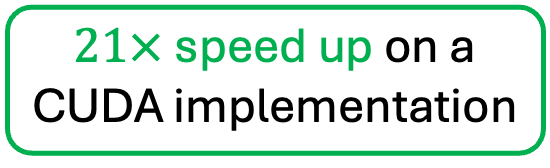 21× speed up on a
CUDA implementation